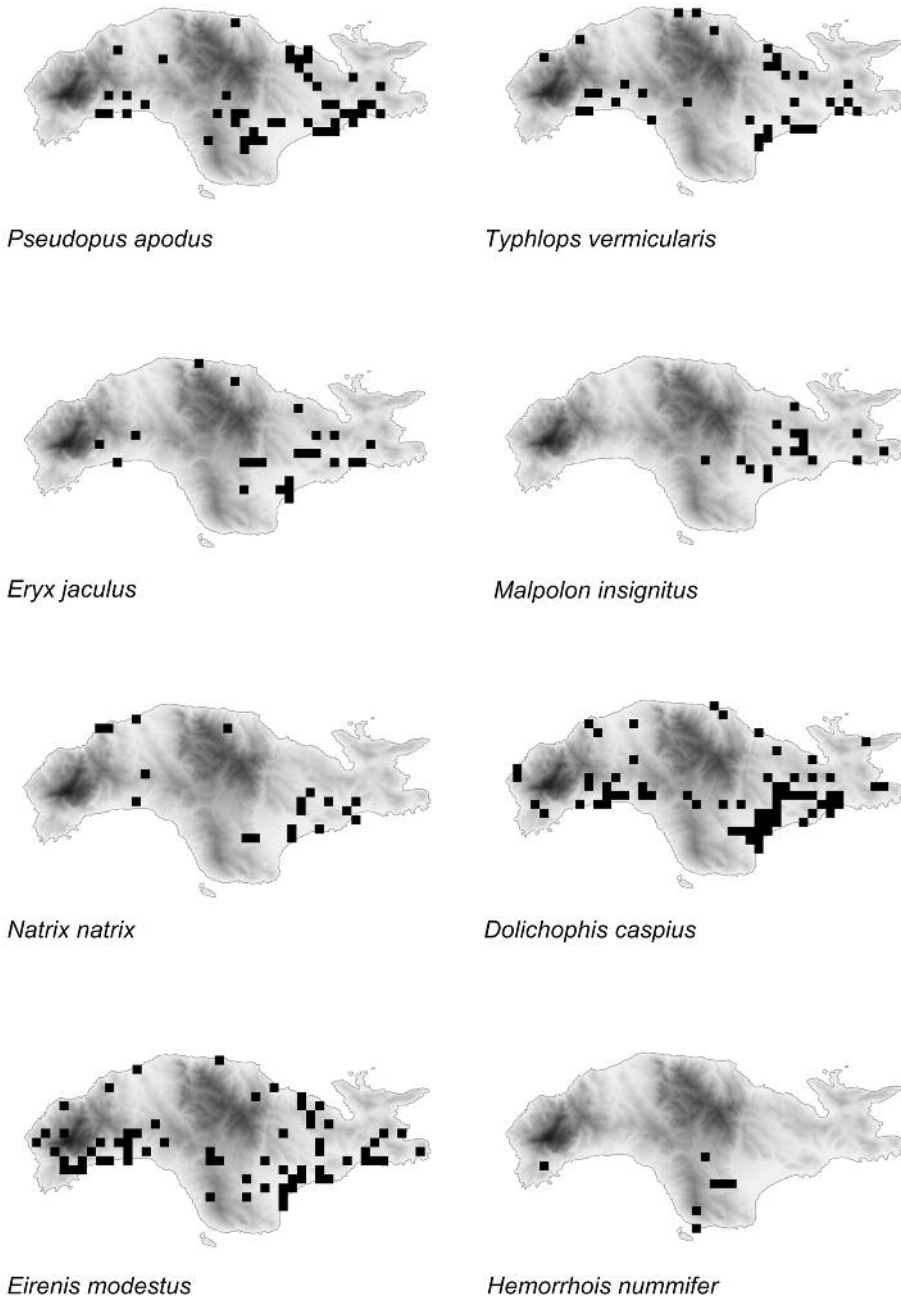 Pseudopus apodus
Typhlops vermicularis
Eryx jaculus
Malpolon insignitus
Natrix natrix
Dolichophis caspius
Eirenis modestus
Hemorrhois nummifer